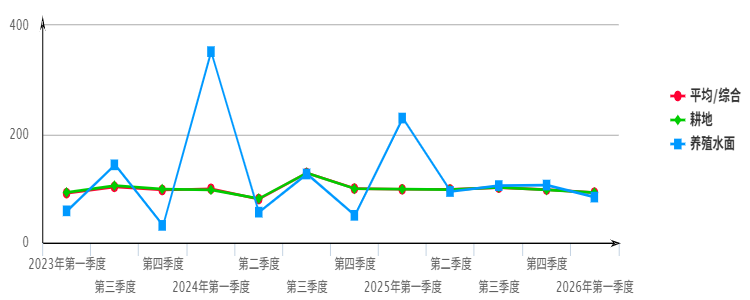 400
200
0
平均/综合
耕地
养殖水面
2023年第一季度 第四季度 第二季度 第四季度 第二季度 第四季度
第三季度 2024年第一季度 第三季度 2025年第一季度 第三季度 2026年第一季度